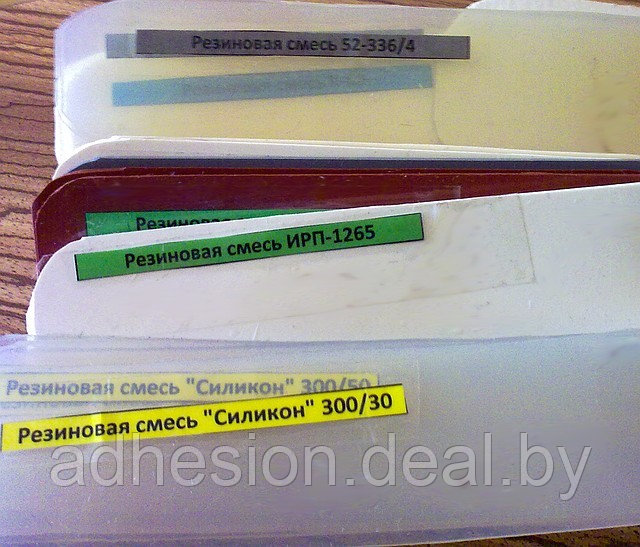 Резиновая смесь 52-336/4
Резиновая
Резиновая смесь ИРП-1265
Резиновая смесь "Силикон" 300/50
Резиновая смесь "Силикон" 300/30
adhesion.deal.by